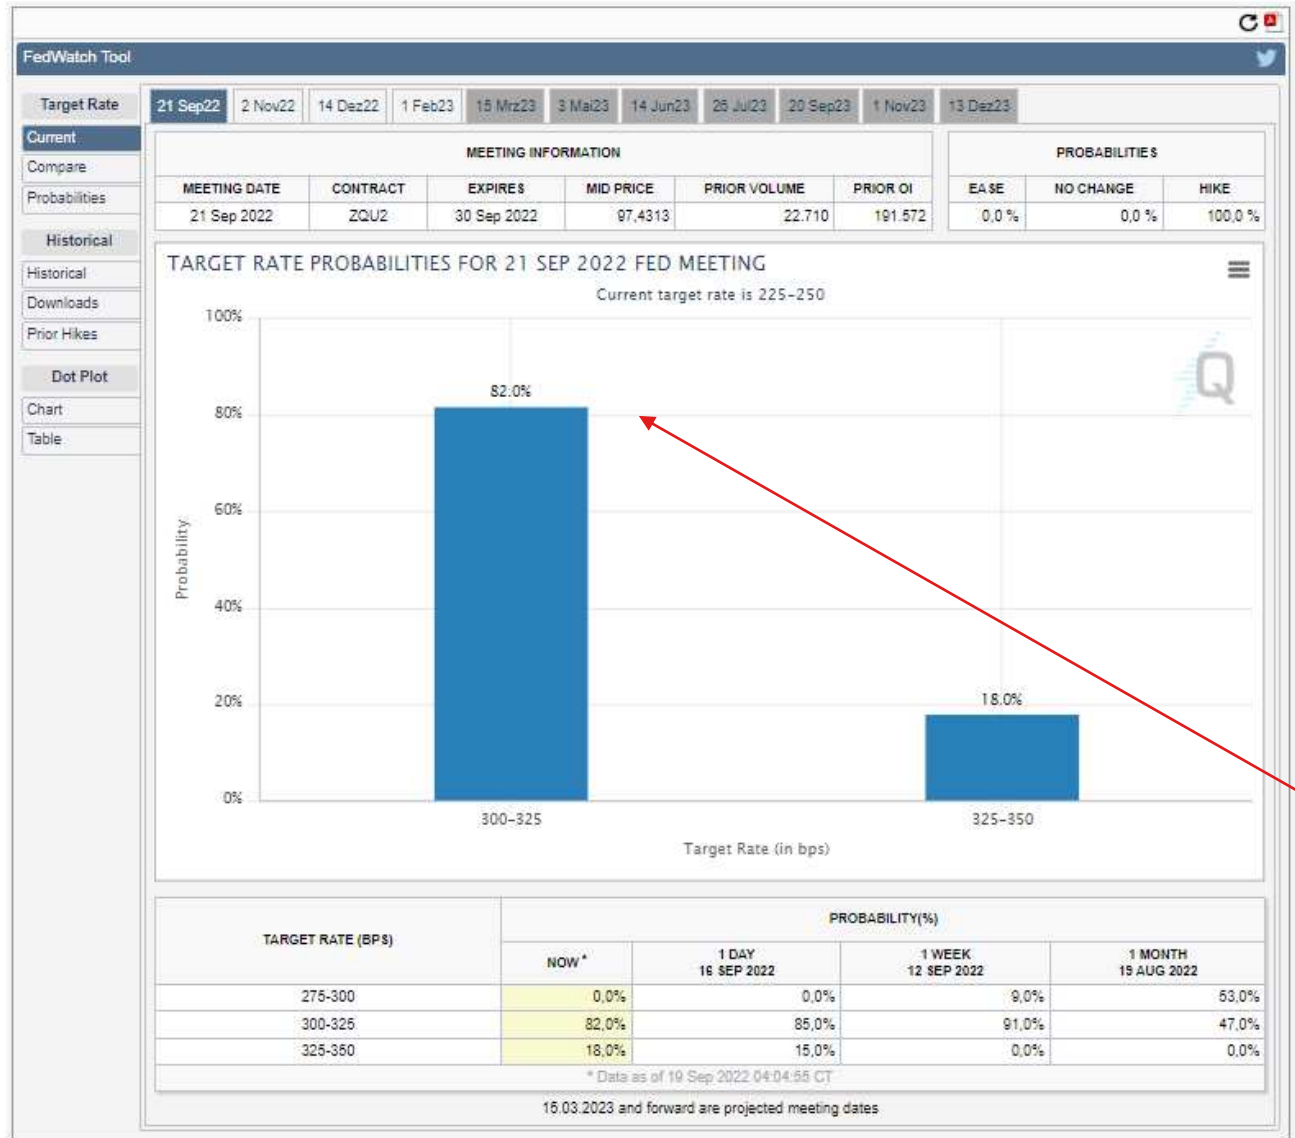 FedWatch Tool
Target Rate
Current
Compare
Probabilities
Historical
Historical
Downloads
Prior Hikes
Dot Plot
Chart
Table
21 Sep22 2 Nov22 14 Dez22 1 Feb23 15 Mrz23 3 Mai23 14 Jun23 26 Jul23 20 Sep23 1 Nov23 13 Dez23
MEETING INFORMATION PROBABILITIES
MEETING DATE CONTRACT EXPIRES MID PRICE PRIOR VOLUME PRIOR OI EASE NO CHANGE HIKE
21 Sep 2022 ZQU2 30 Sep 2022 97,4313 22.710 191.572 0,0 % 0,0 % 100,0 %
TARGET RATE PROBABILITIES FOR 21 SEP 2022 FED MEETING
Current target rate is 225-250
100%
80%
60%
40%
20%
0%
Probability
82.0%
18.0%
Q
300-325 325-350
Target Rate (in bps)
TARGET RATE (BPS) PROBABILITY(%)
NOW * 1 DAY 1 WEEK 1 MONTH
16 SEP 2022 12 SEP 2022 19 AUG 2022
275-300 0,0% 0,0% 9,0% 53,0%
300-325 82,0% 85,0% 91,0% 47,0%
325-350 18,0% 15,0% 0,0% 0,0%
* Data as of 19 Sep 2022 04:04:55 CT
15.03.2023 and forward are projected meeting dates